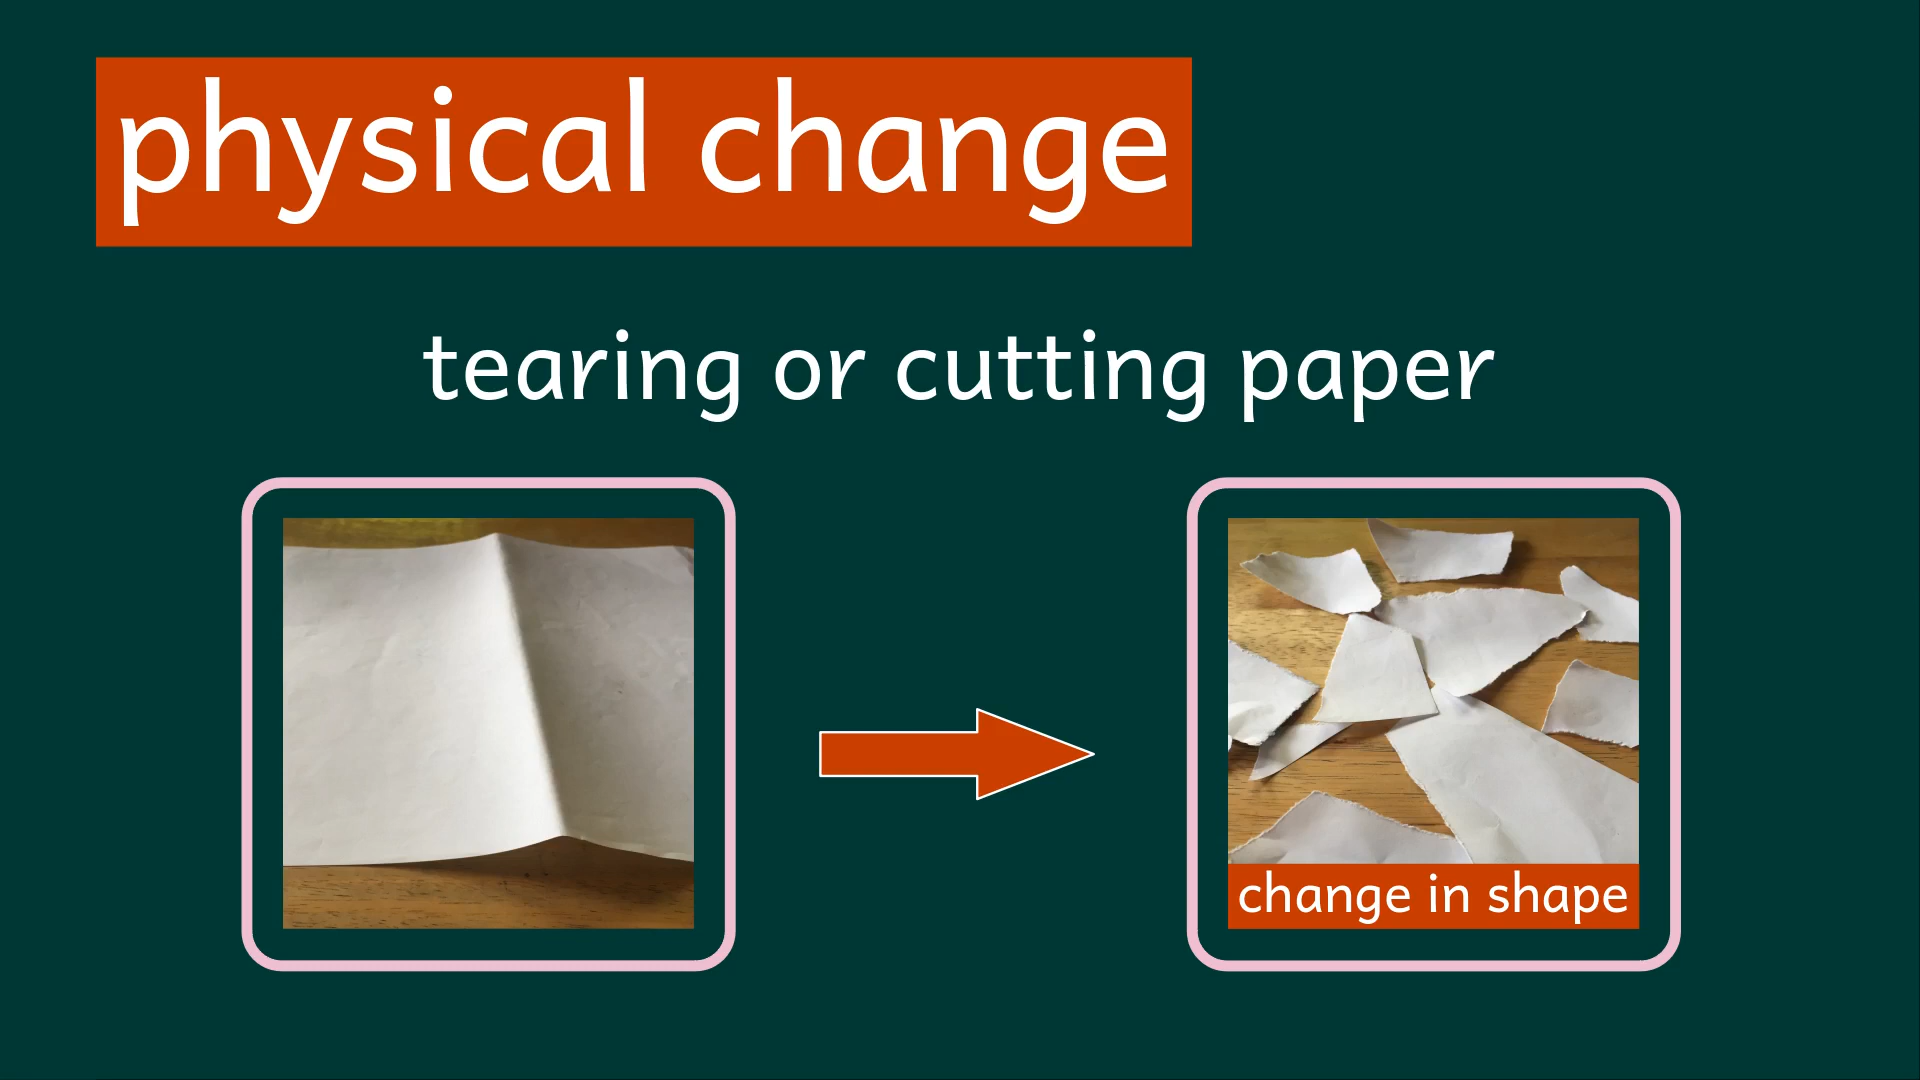 physical change
tearing or cutting paper
change in shape